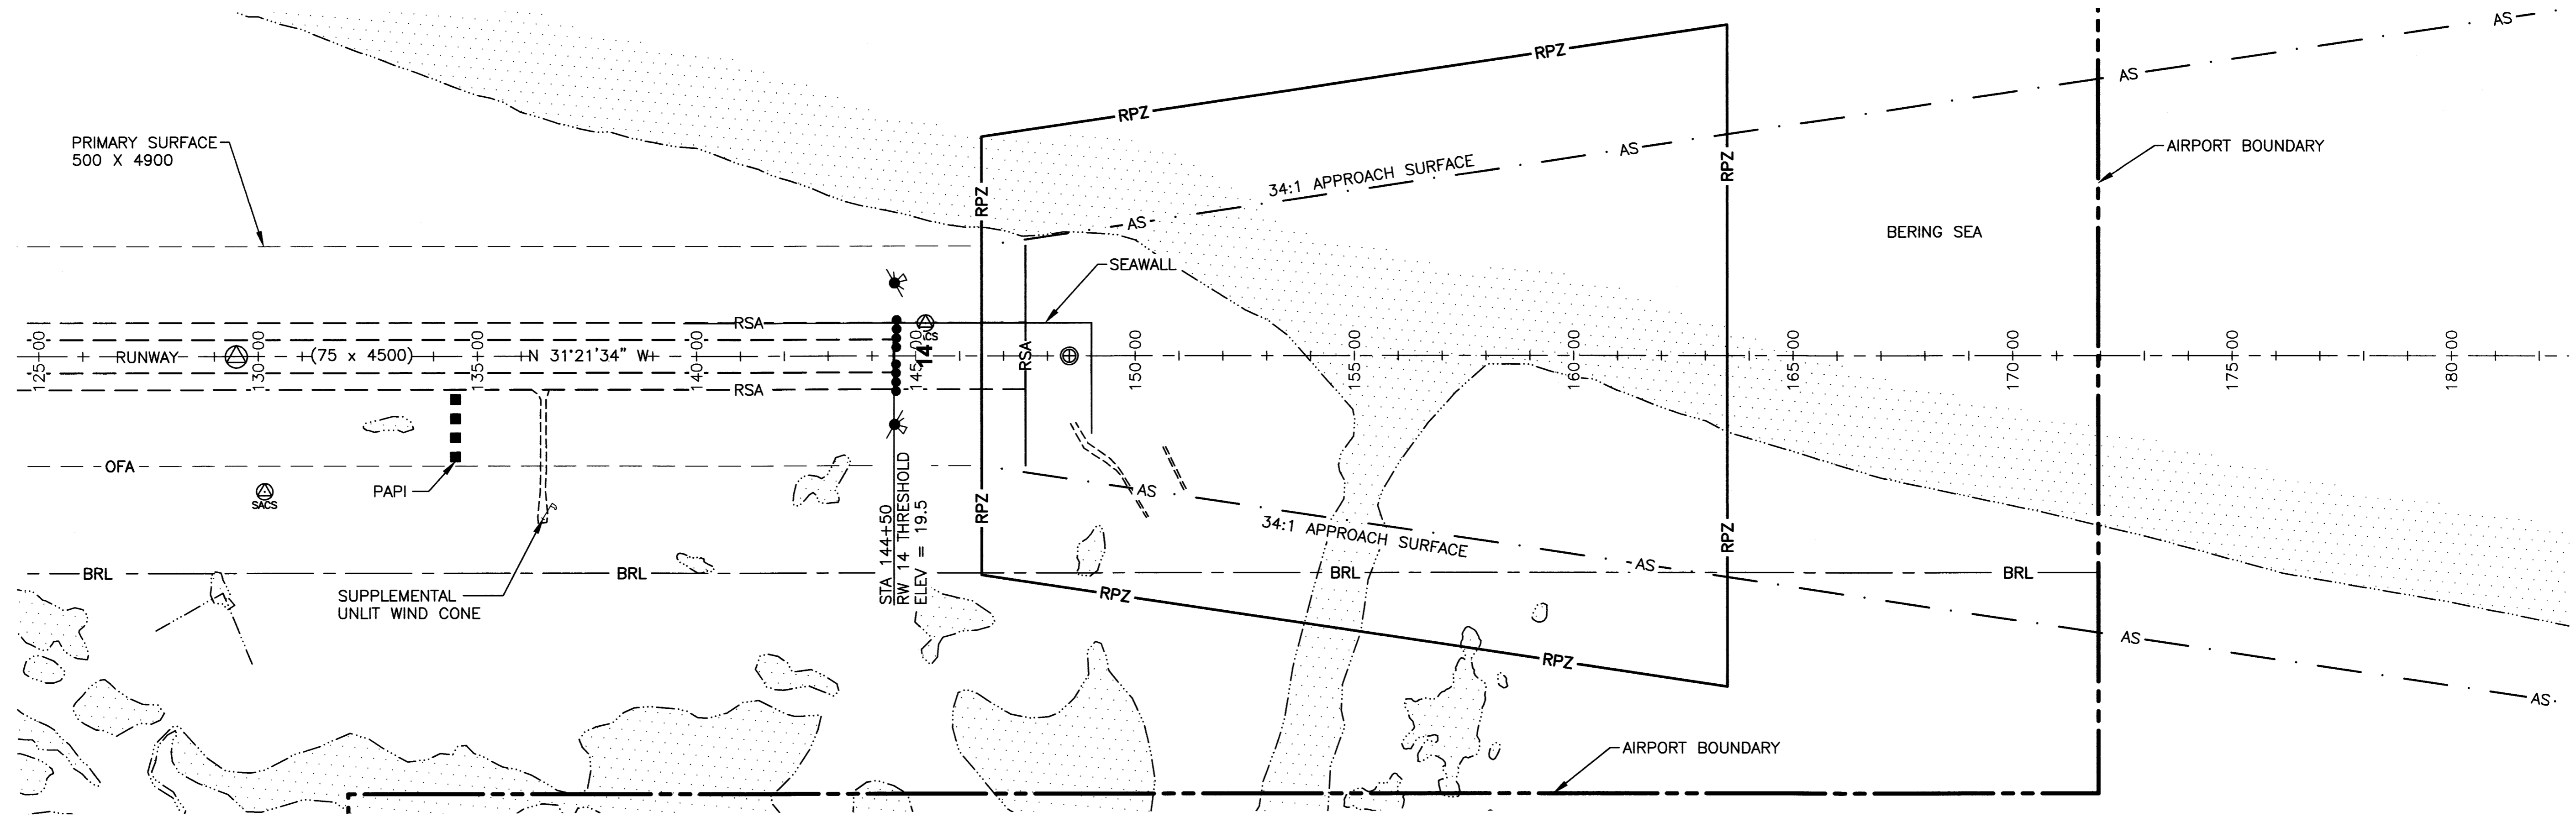 AS
RPZ
AS
RPZ
PRIMARY SURFACE
500 X 4900
AIRPORT BOUNDARY
AS
34:1 APPROACH SURFACE
RPZ
RPZ
AS
BERING SEA
SEAWALL
RSA
CS
14
125+00
RUNWAY
130+00
(75 x 4500)
135+00
N 31°21'34" W
140+00
145+00
RSA
150+00
155+00
160+00
165+00
170+00
175+00
180+00
RSA
OFA
PAPI
SACS
AS
RPZ
STA 144+50
RW 14 THRESHOLD
ELEV = 19.5
34:1 APPROACH SURFACE
RPZ
AS
BRL
BRL
BRL
BRL
SUPPLEMENTAL
UNLIT WIND CONE
RPZ
AS
RPZ
AS
AIRPORT BOUNDARY